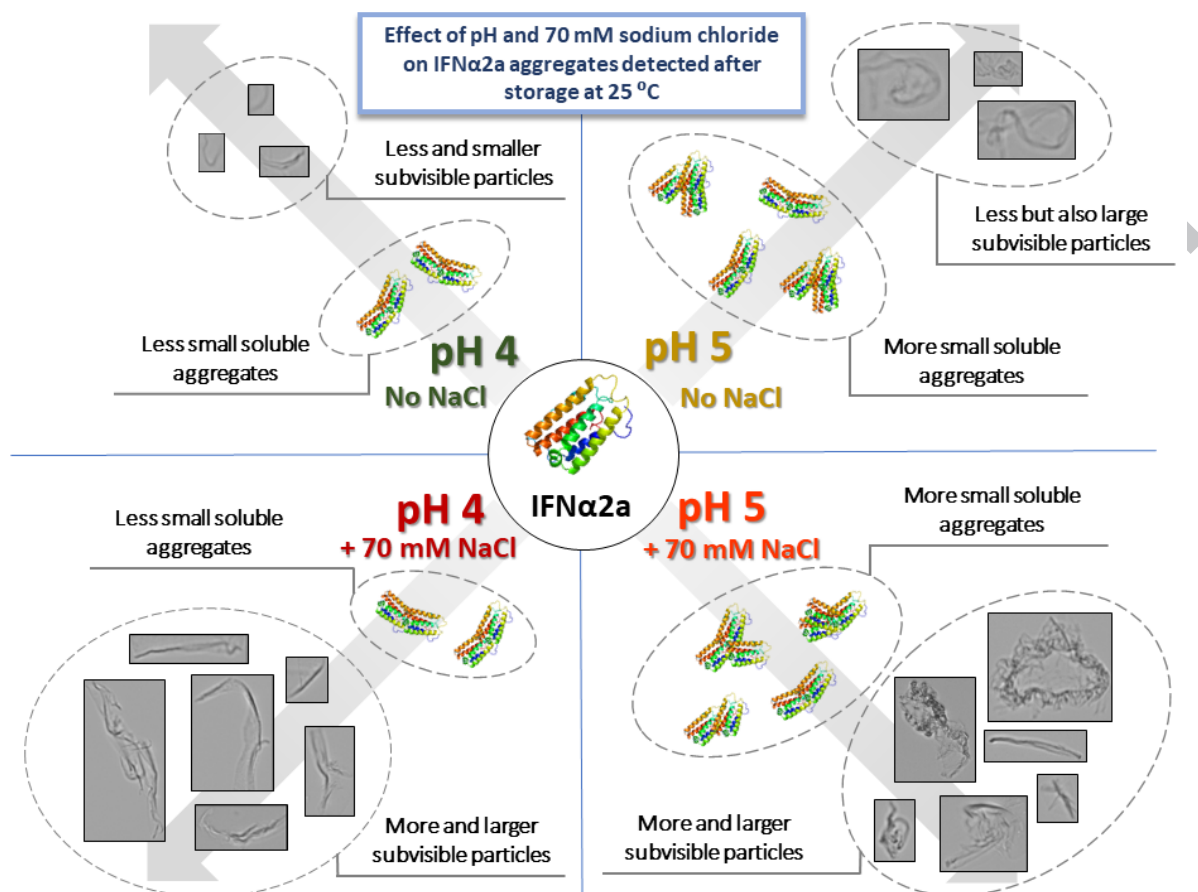 Effect of pH and 70 mM sodium chloride
on IFNα2a aggregates detected after
storage at 25 °C
Less and smaller
subvisible particles
Less small soluble
aggregates
pH 4
No NaCl
Less but also large
subvisible particles
More small soluble
aggregates
pH 5
No NaCl
IFNα2a
Less small soluble
aggregates
pH 4
+ 70 mM NaCl
More and larger
subvisible particles
pH 5
+ 70 mM NaCl
More small soluble
aggregates
More and larger
subvisible particles